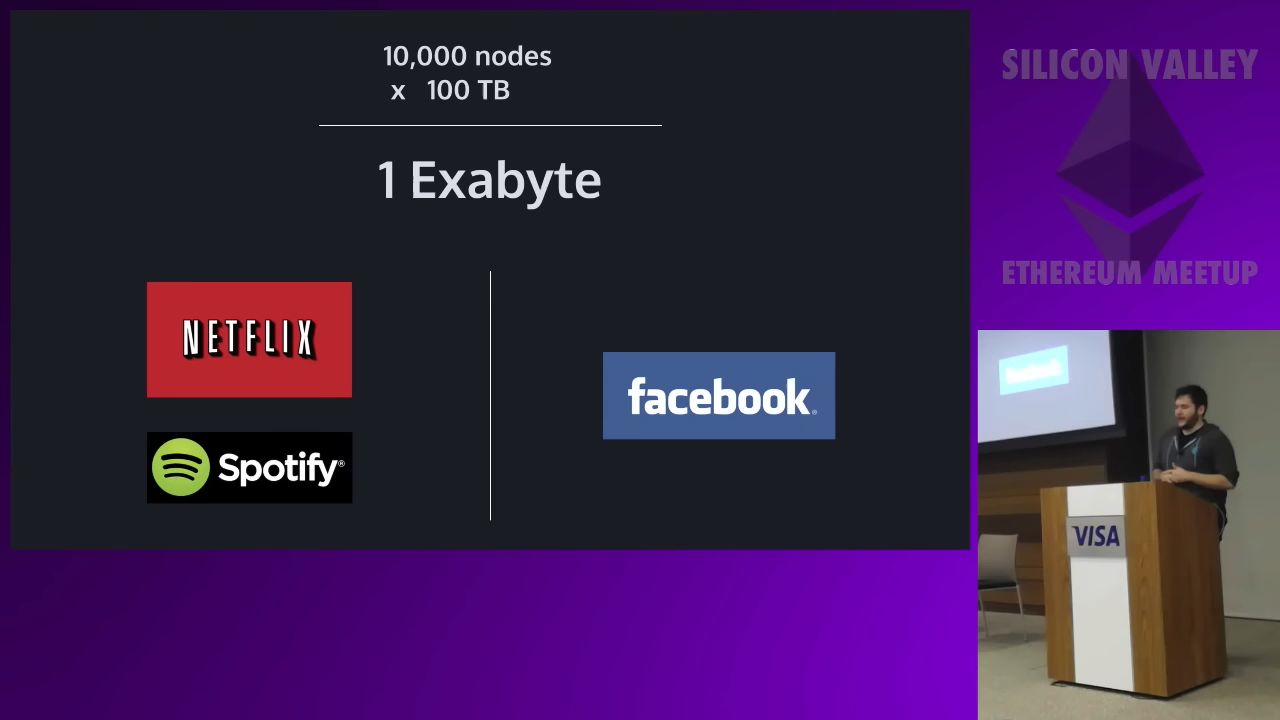 10,000 nodes
x 100 TB
1 Exabyte
NETFLIX
Spotify®
facebook®
SILICON VALLEY
ETHEREUM MEETUP
VISA